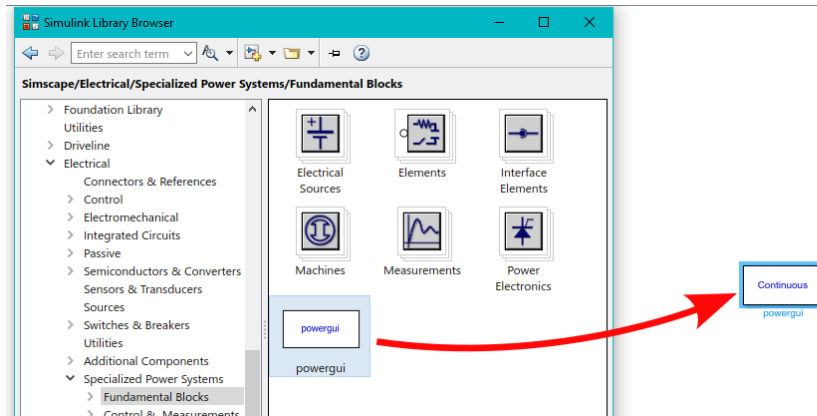 Simulink Library Browser
Enter search term
Simscape/Electrical/Specialized Power Systems/Fundamental Blocks
Foundation Library
Utilities
Driveline
Electrical
Connectors & References
Control
Electromechanical
Integrated Circuits
Passive
Semiconductors & Converters
Sensors & Transducers
Sources
Switches & Breakers
Utilities
Additional Components
Specialized Power Systems
Fundamental Blocks
Control & Measurements
Electrical
Sources
Elements
Interface
Elements
Machines
Measurements
Power
Electronics
powergui
powergui
Continuous
powergui